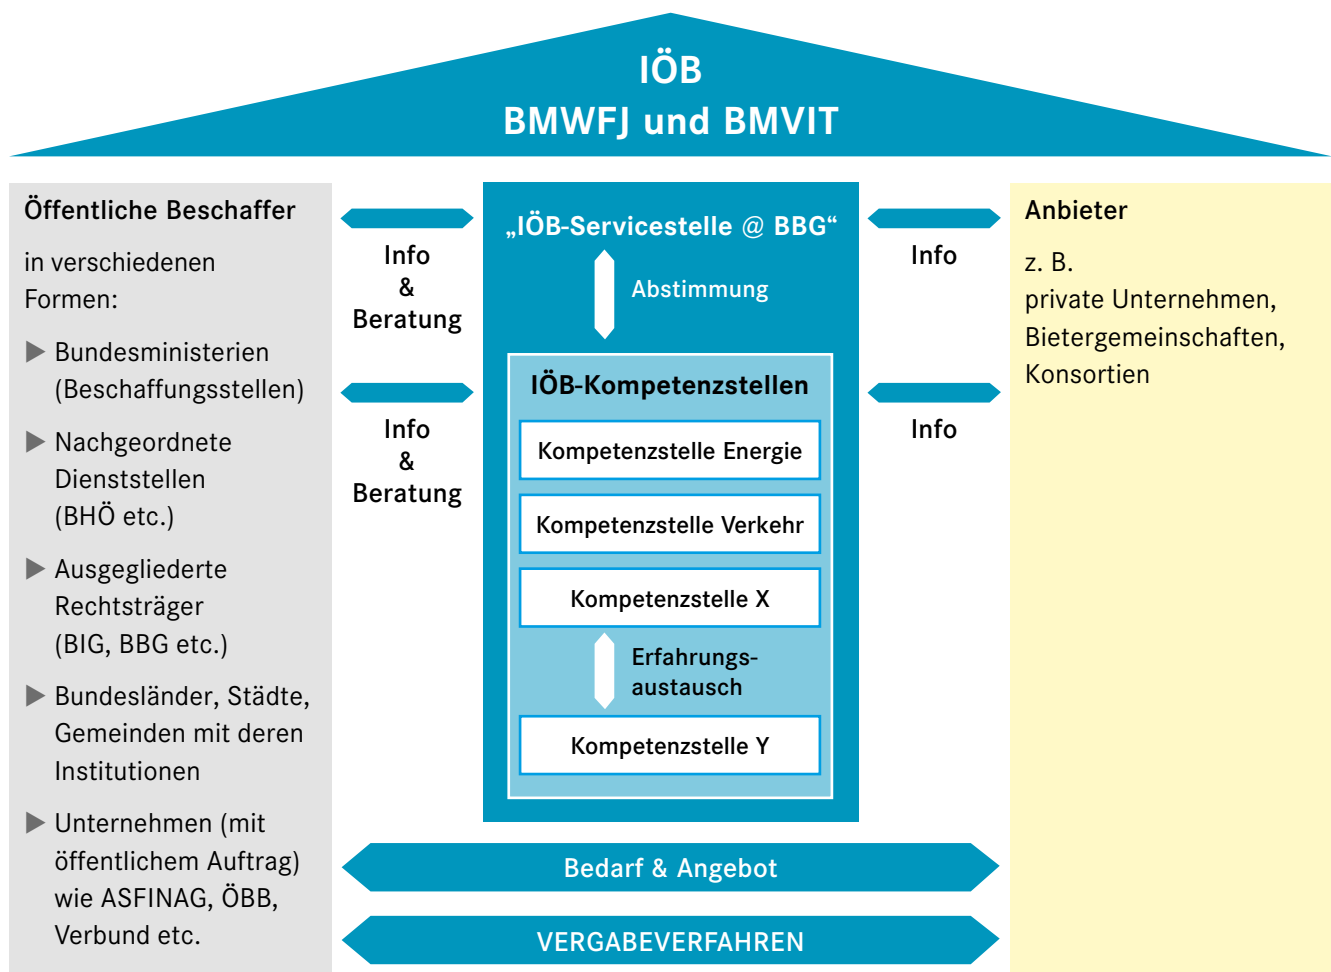 IÖB
BMWFJ und BMVIT
Öffentliche Beschaffer
in verschiedenen
Formen:
▶ Bundesministerien
(Beschaffungsstellen)
▶ Nachgeordnete
Dienststellen
(BHÖ etc.)
▶ Ausgegliederte
Rechtsträger
(BIG, BBG etc.)
▶ Bundesländer, Städte,
Gemeinden mit deren
Institutionen
▶ Unternehmen (mit
öffentlichem Auftrag)
wie ASFINAG, ÖBB,
Verbund etc.
Info
&
Beratung
Info
&
Beratung
„IÖB-Servicestelle @ BBG“
Abstimmung
IÖB-Kompetenzstellen
Kompetenzstelle Energie
Kompetenzstelle Verkehr
Kompetenzstelle X
Erfahrungs-
austausch
Kompetenzstelle Y
Info
Info
Anbieter
z. B.
private Unternehmen,
Bietergemeinschaften,
Konsortien
Bedarf & Angebot
VERGABEVERFAHREN